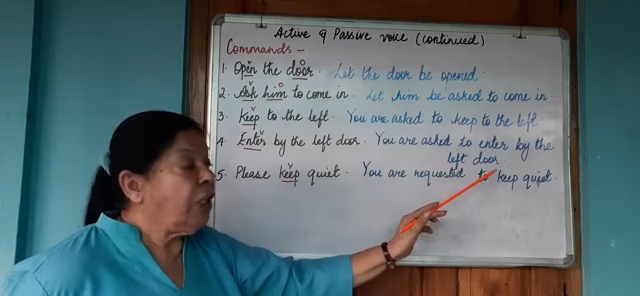 Active & Passive voice (continued)
Commands -
1. Open the door. Let the door be opened.
2. Ask him to come in. Let him be asked to come in.
3. Keep to the left. You are asked to keep to the left.
4. Enter by the left door. You are asked to enter by the
left door.
5. Please keep quiet. You are requested to keep quiet.